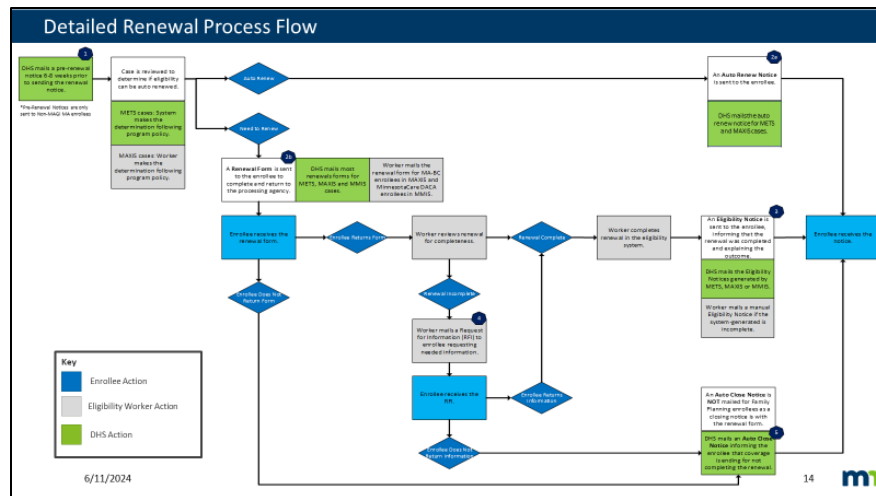 Detailed Renewal Process Flow
1
DHS mails a pre-renewal
notice 6-8 weeks prior
to sending the renewal
notice.
*Pre-Renewal Notices are only
sent to Non-MAGI MA enrollees
Case is reviewed to
determine if eligibility
can be auto renewed.
METS cases: System
makes the
determination following
program policy.
MAXIS cases: Worker
makes the
determination following
program policy.
Auto Renew
Need to Renew
2a
An Auto Renew Notice
is sent to the enrollee.
DHS mails the auto
renew notice for METS
and MAXIS cases.
2b
A Renewal Form is sent
to the enrollee to
complete and return to
the processing agency.
DHS mails most
renewals forms for
METS, MAXIS and MMIS
cases.
Worker mails the
renewal form for MA-BC
enrollees in MAXIS and
MinnesotaCare DACA
enrollees in MMIS.
Enrollee receives the
renewal form.
Enrollee Returns Form
Worker reviews renewal
for completeness.
Renewal Complete
Worker completes
renewal in the eligibility
system.
3
An Eligibility Notice is
sent to the enrollee,
informing that the
renewal was completed
and explaining the
outcome.
DHS mails the Eligibility
Notices generated by
METS, MAXIS or MMIS.
Worker mails a manual
Eligibility Notice if the
system-generated is
incomplete.
Enrollee receives the
notice.
Enrollee Does Not
Return Form
Renewal Incomplete
4
Worker mails a Request
for Information (RFI) to
enrollee requesting
needed information.
Enrollee receives the
RFI.
Enrollee Returns
Information
Enrollee Does Not
Return Information
An Auto Close Notice is
NOT mailed for Family
Planning enrollees as a
closing notice is with
the renewal form.
5
DHS mails an Auto Close
Notice informing the
enrollee that coverage
is ending for not
completing the renewal.
Key
Enrollee Action
Eligibility Worker Action
DHS Action
6/11/2024
14